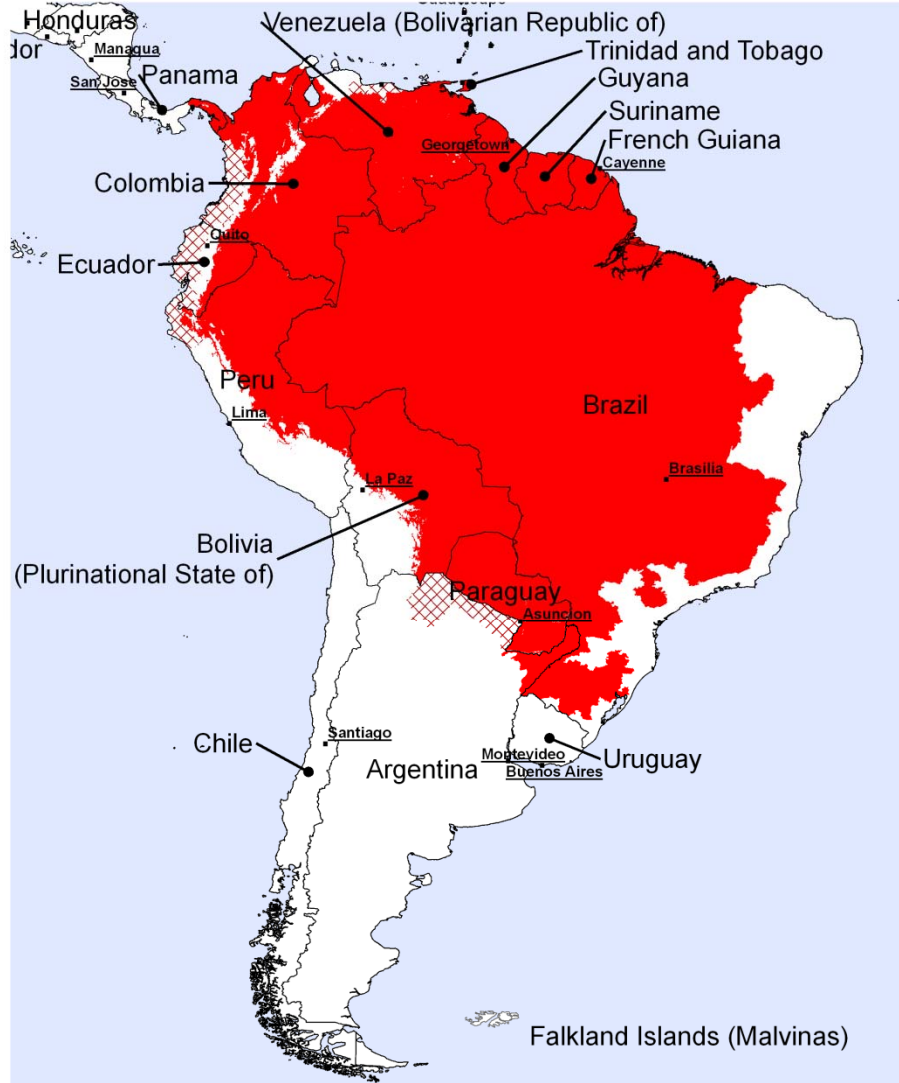 Honduras
Venezuela (Bolivarian Republic of)
dor
Managua
Trinidad and Tobago
San Jose
Panama
Guyana
Suriname
Georgetown
French Guiana
Cayenne
Colombia
Quito
Ecuador
Peru
Lima
Brazil
Brasilia
La Paz
Bolivia
(Plurinational State of)
Paraguay
Asuncion
Santiago
Chile
Montevideo
Uruguay
Argentina
Buenos Aires
Falkland Islands (Malvinas)